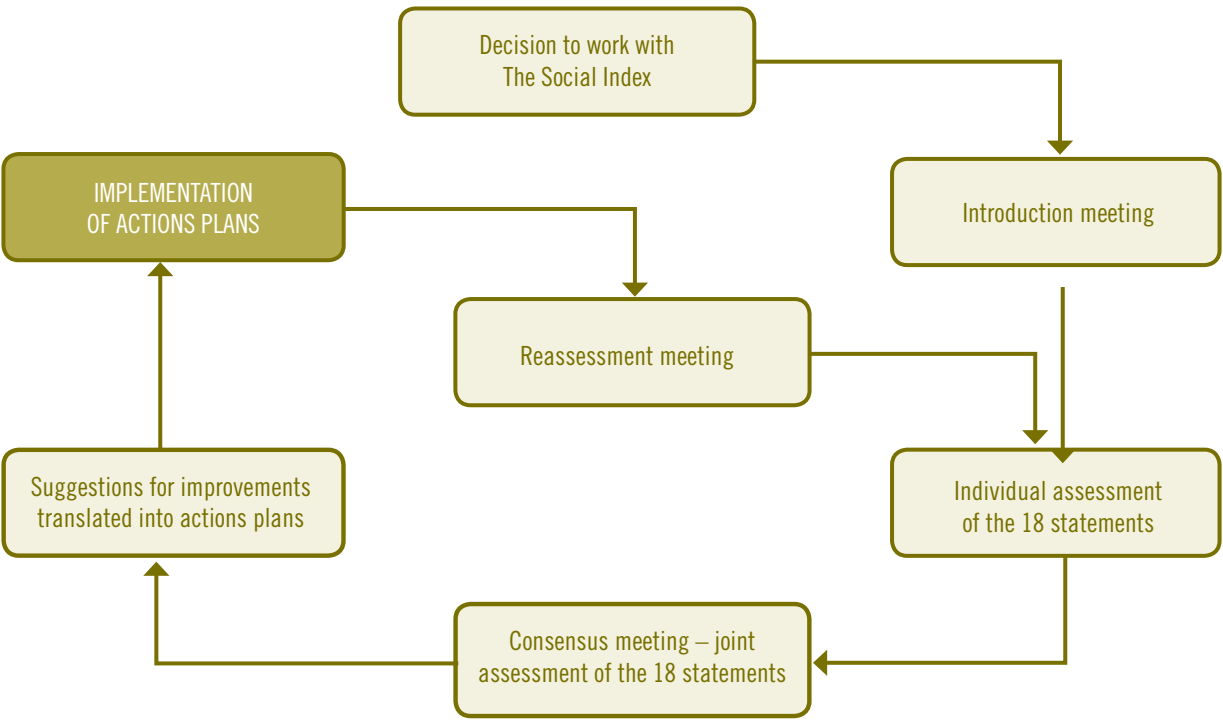 Decision to work with
The Social Index
IMPLEMENTATION
OF ACTIONS PLANS
Introduction meeting
Reassessment meeting
Suggestions for improvements
translated into actions plans
Individual assessment
of the 18 statements
Consensus meeting – joint
assessment of the 18 statements